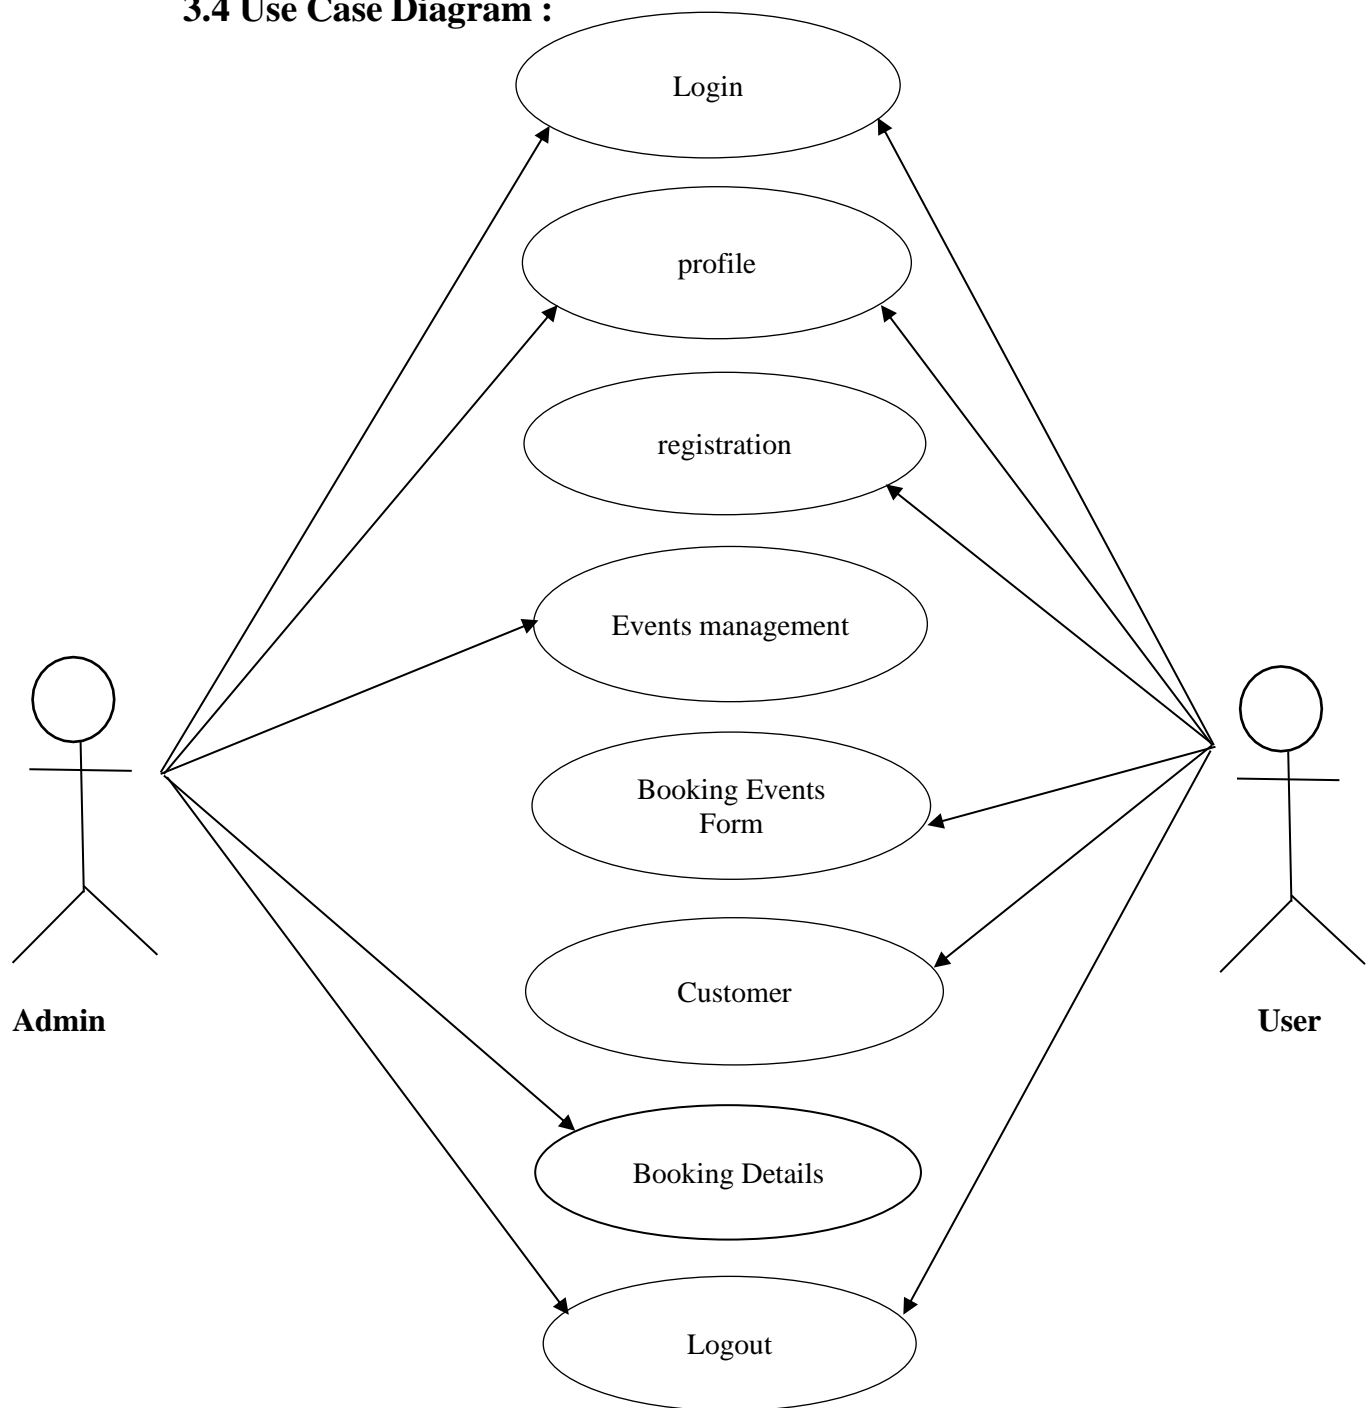 3.4 Use Case Diagram :
Login
profile
registration
Events management
Booking Events
Form
Customer
Admin
User
Booking Details
Logout